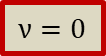 ν = 0